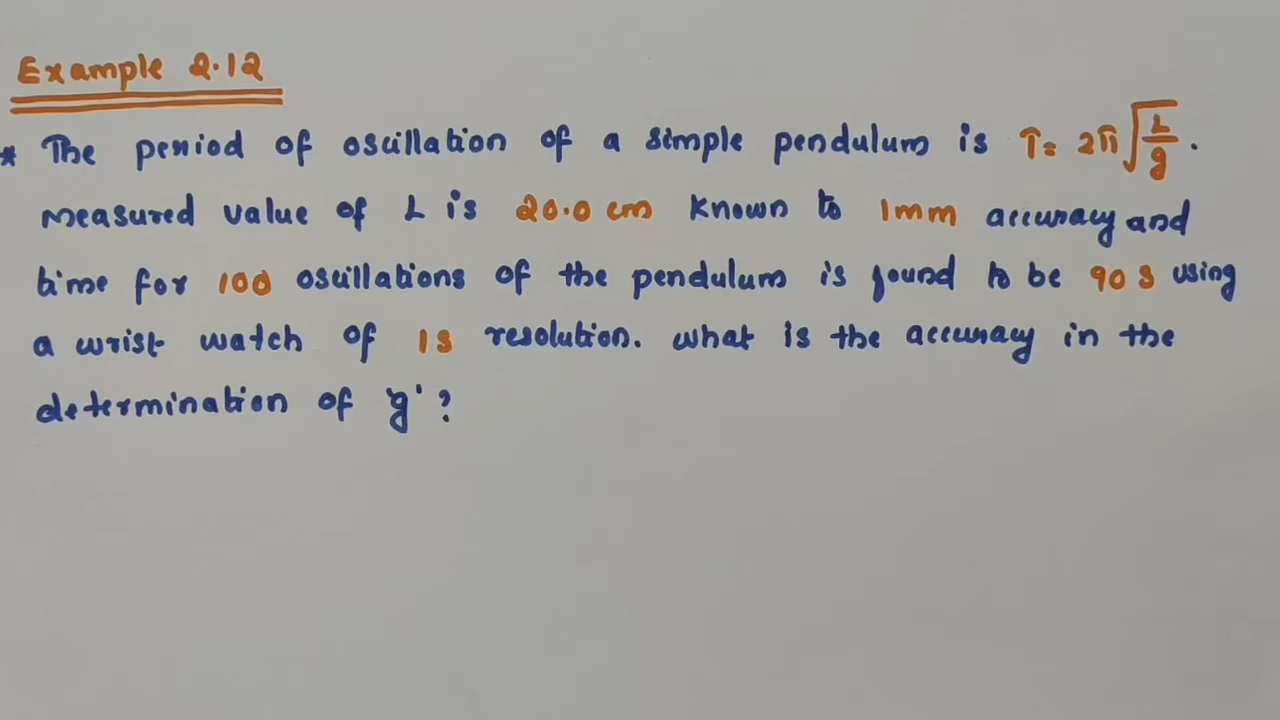 Example 2.12
* The period of oscillation of a simple pendulum is T = 2π√L/g.
Measured value of L is 20.0 cm known to 1mm accuracy and
time for 100 oscillations of the pendulum is found to be 90 s using
a wrist watch of 1s resolution. what is the accuracy in the
determination of 'g'?